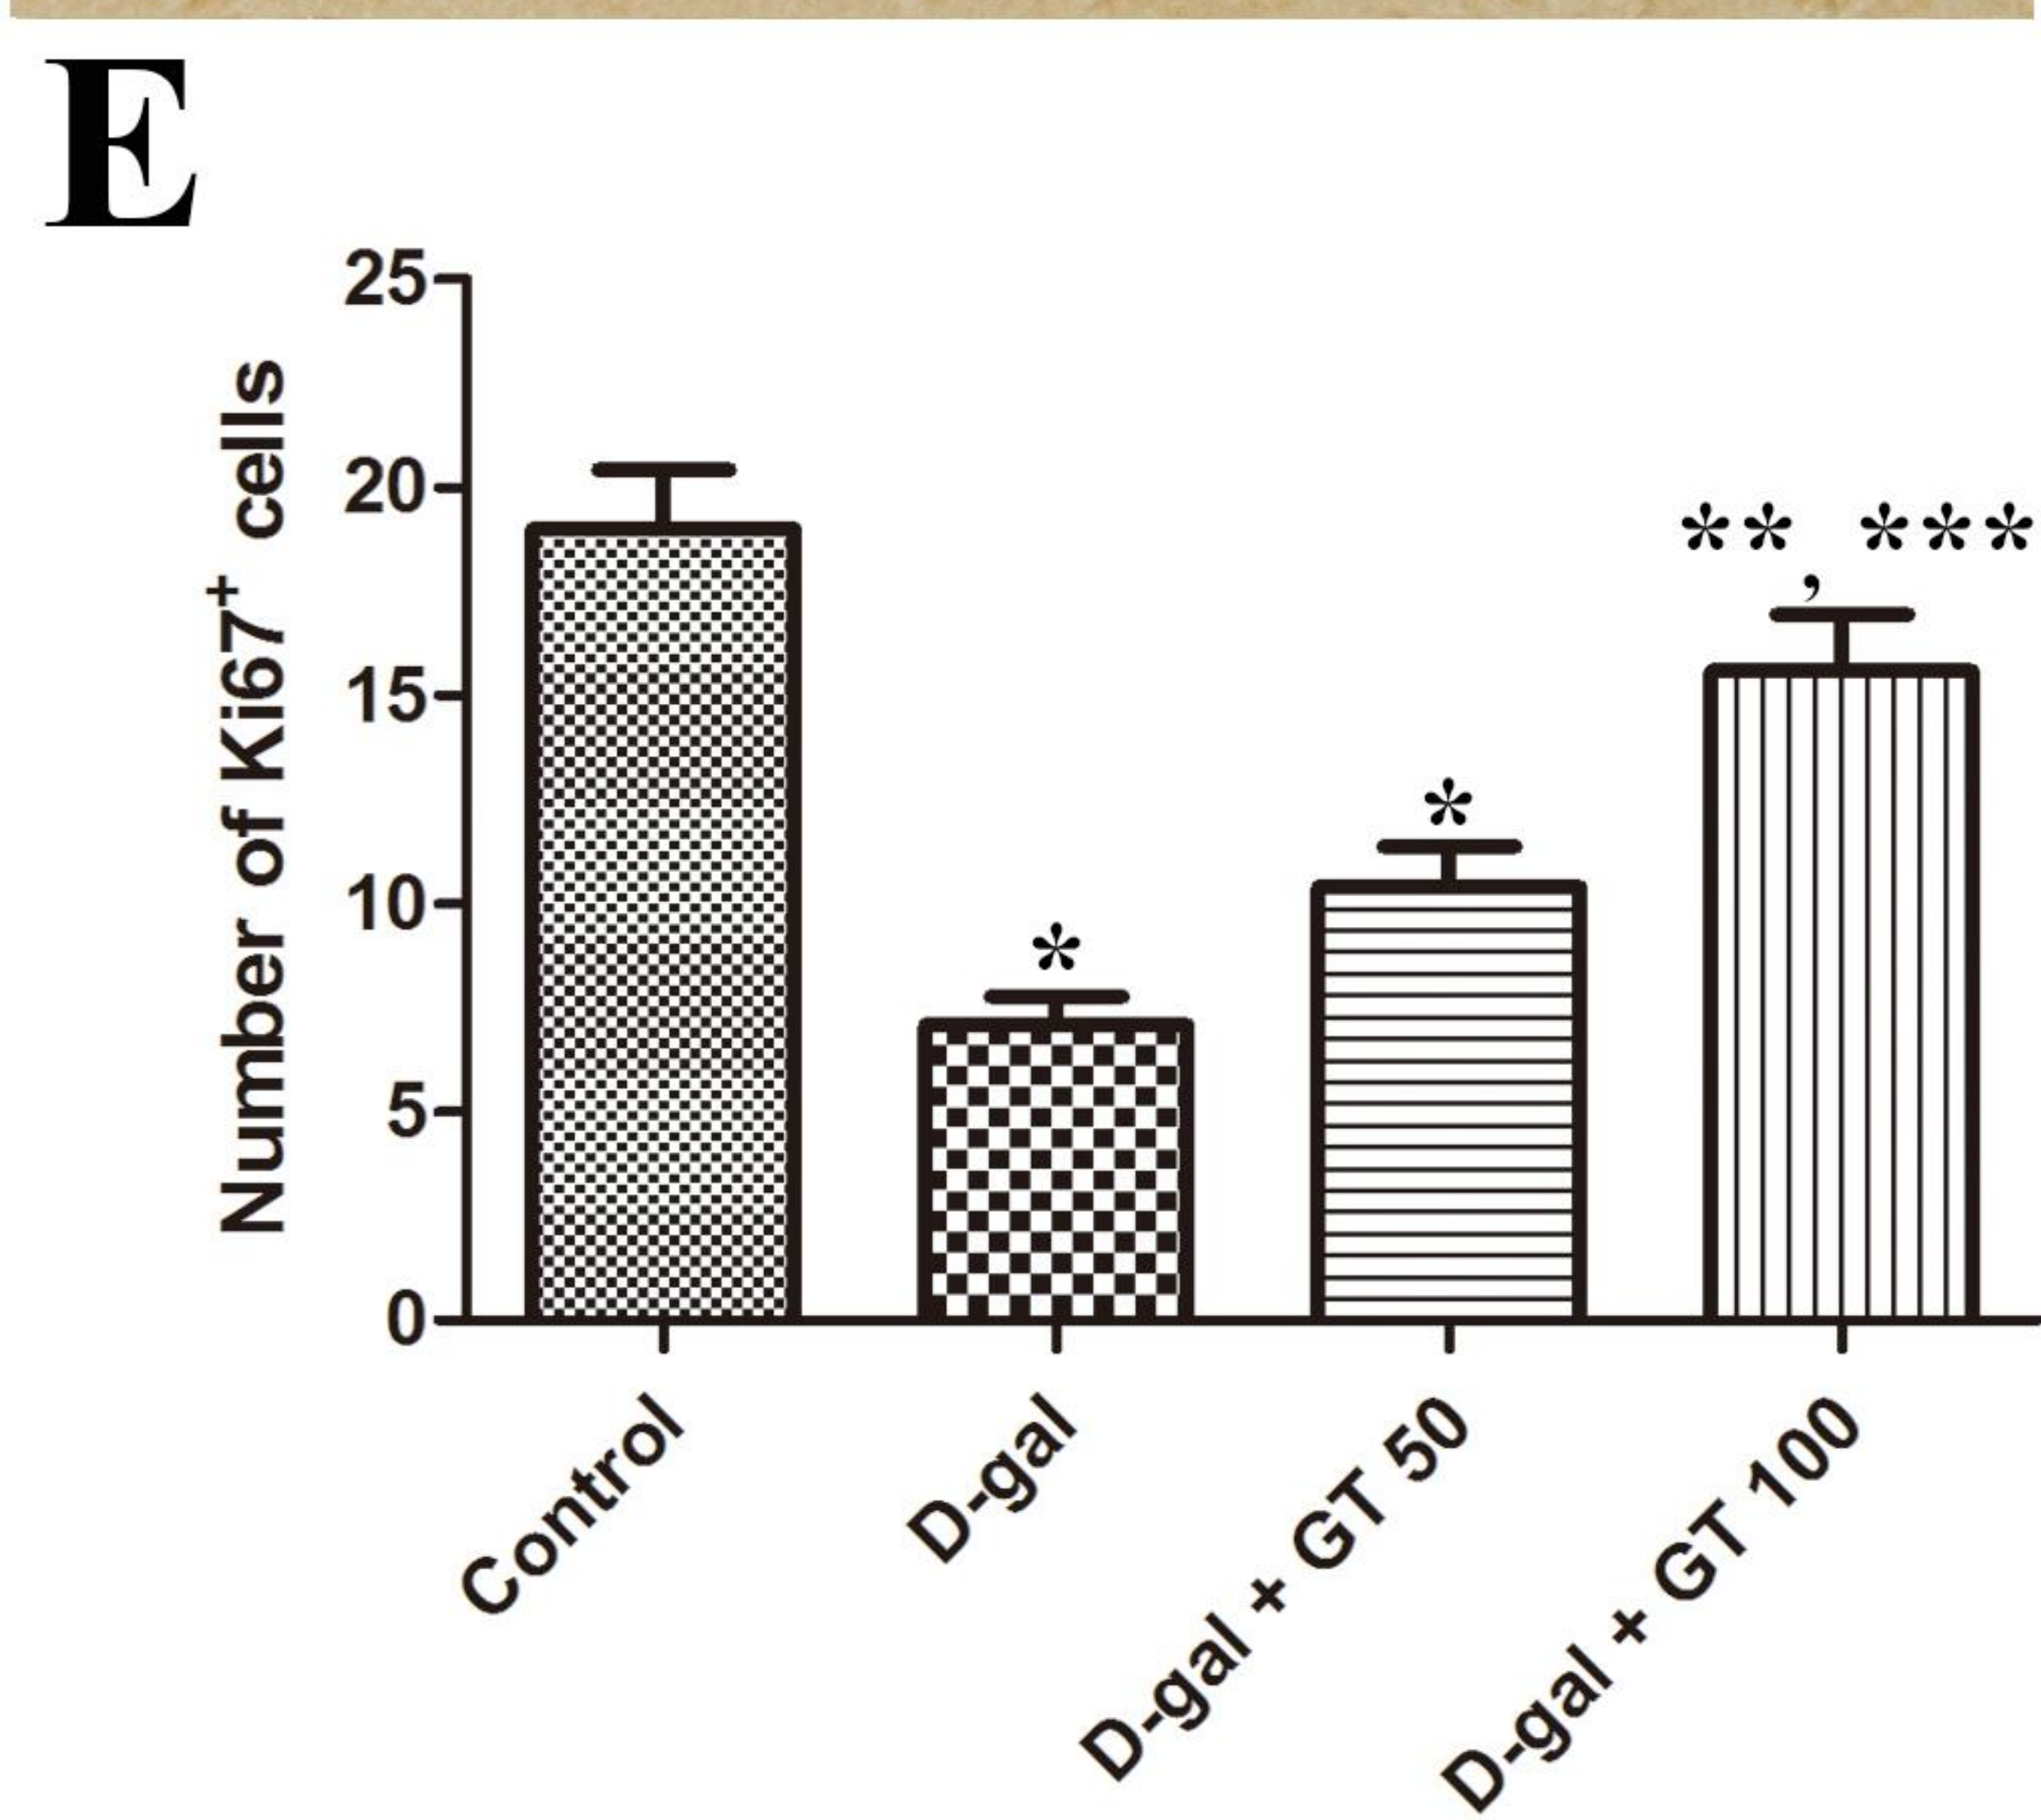 E
25
20
15
10
5
0
Number of Ki67⁺ cells
*
*
**, ***
Control
D-gal
D-gal + GT 50
D-gal + GT 100